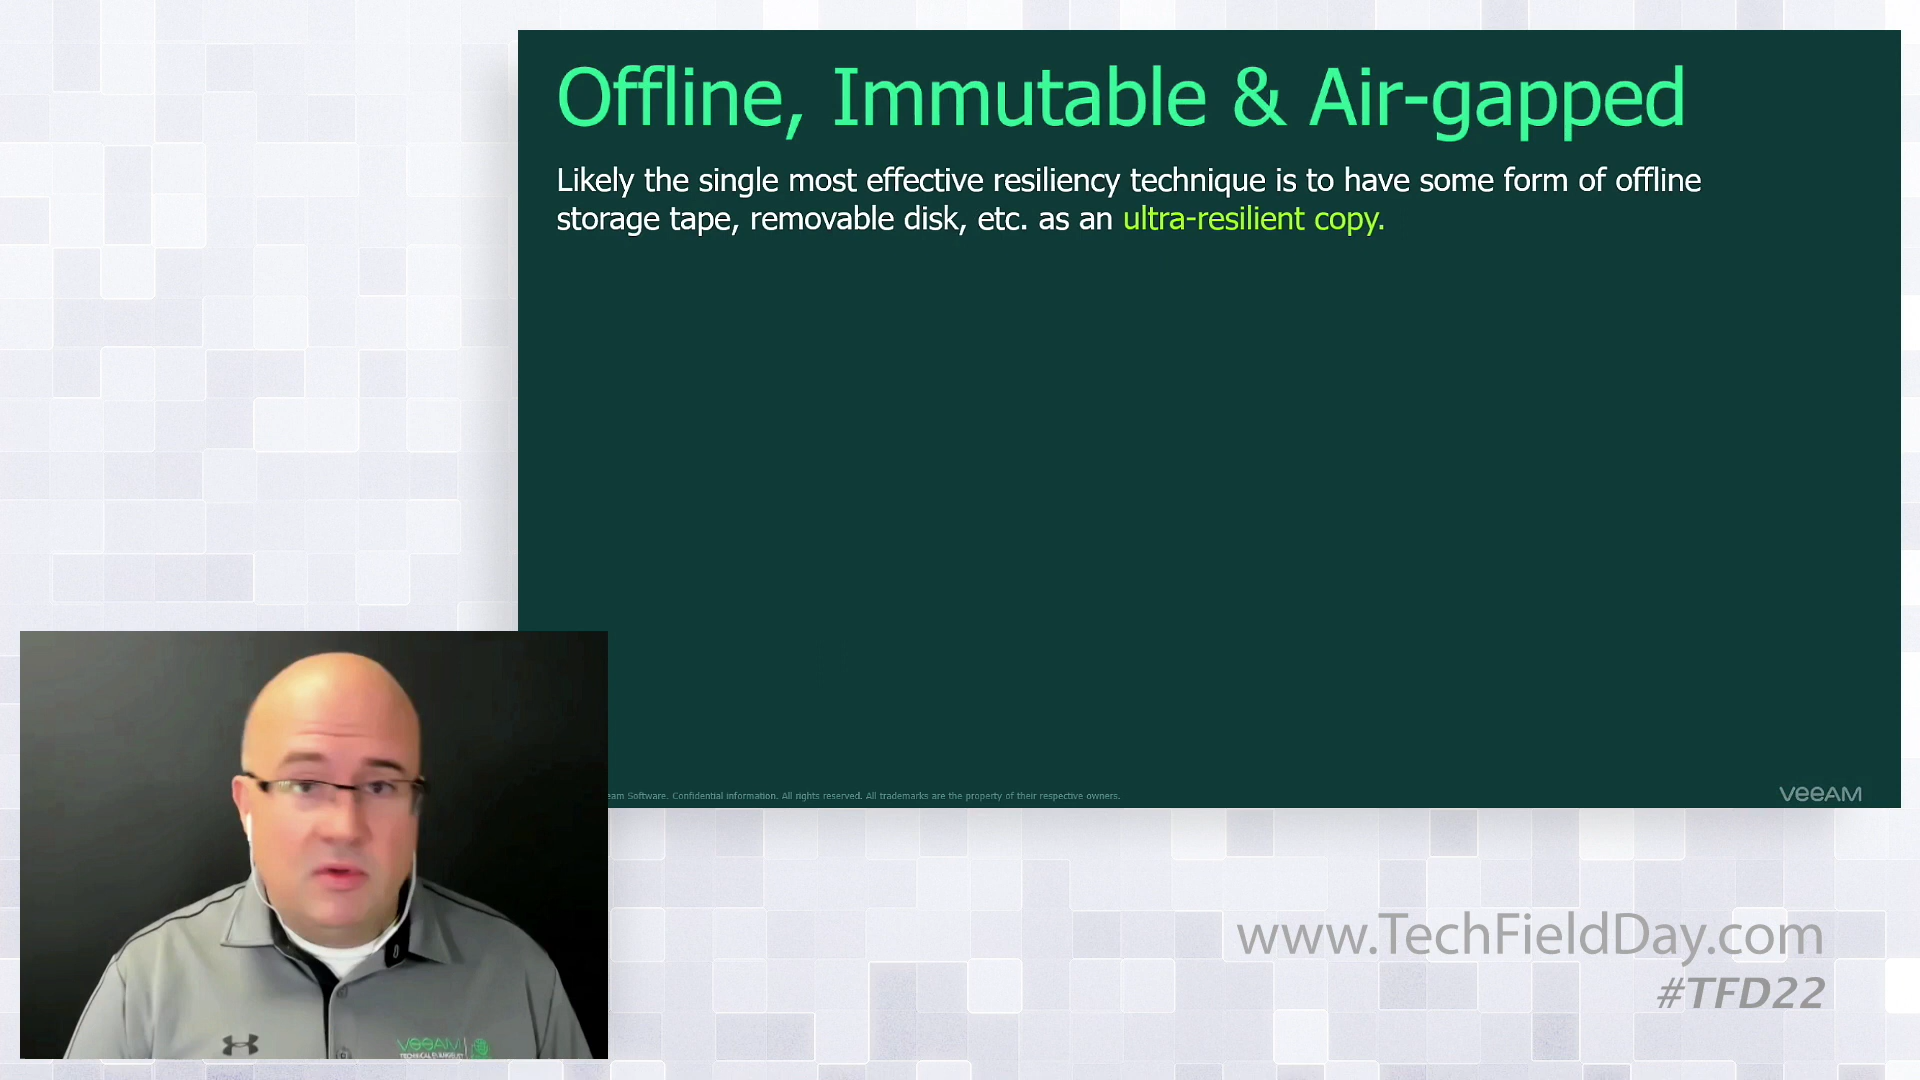 Offline, Immutable & Air-gapped
Likely the single most effective resiliency technique is to have some form of offline
storage tape, removable disk, etc. as an ultra-resilient copy.
Software. Confidential information. All rights reserved. All trademarks are the property of their respective owners.
veeAM
veeAM
www.TechFieldDay.com
#TFD22